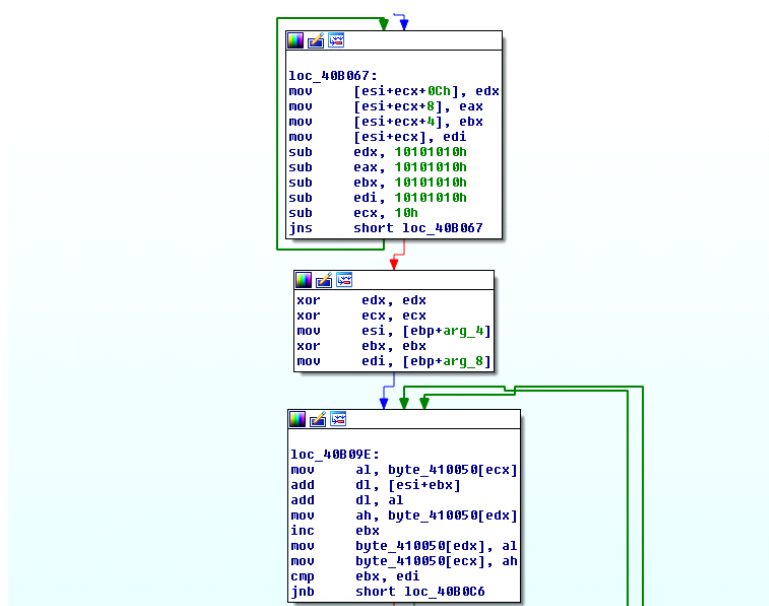 loc_40B067:
mov [esi+ecx+0Ch], edx
mov [esi+ecx+8], eax
mov [esi+ecx+4], ebx
mov [esi+ecx], edi
sub edx, 10101010h
sub eax, 10101010h
sub ebx, 10101010h
sub edi, 10101010h
sub ecx, 10h
jns short loc_40B067
xor edx, edx
xor ecx, ecx
mov esi, [ebp+arg_4]
xor ebx, ebx
mov edi, [ebp+arg_8]
loc_40B09E:
mov al, byte_410050[ecx]
add dl, [esi+ebx]
add dl, al
mov ah, byte_410050[edx]
inc ebx
mov byte_410050[edx], al
mov byte_410050[ecx], ah
cmp ebx, edi
jnb short loc_40B0C6